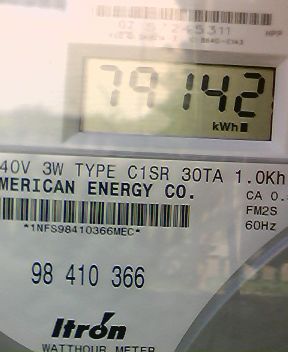 79142
kWh
40V 3W TYPE C1SR 30TA 1.0Kh
MERICAN ENERGY CO.
CA 0.
FM2S
60Hz
*1NFS98410366MEC*
98 410 366
Itron
WATTHOUR METER